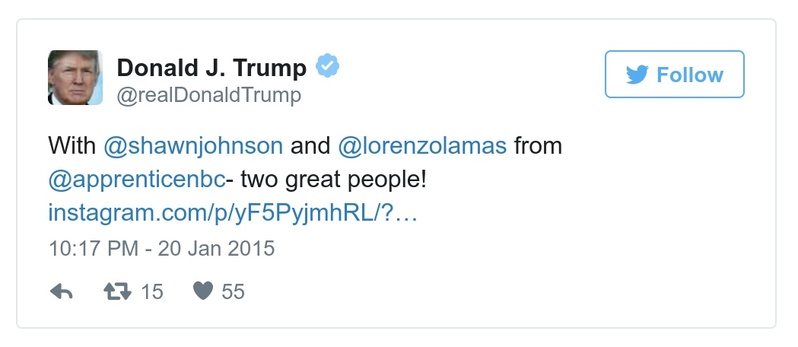 Donald J. Trump
@realDonaldTrump
Follow
With @shawnjohnson and @lorenzolamas from
@apprenticenbc- two great people!
instagram.com/p/yF5PyjmhRL/?…
10:17 PM - 20 Jan 2015
15 55